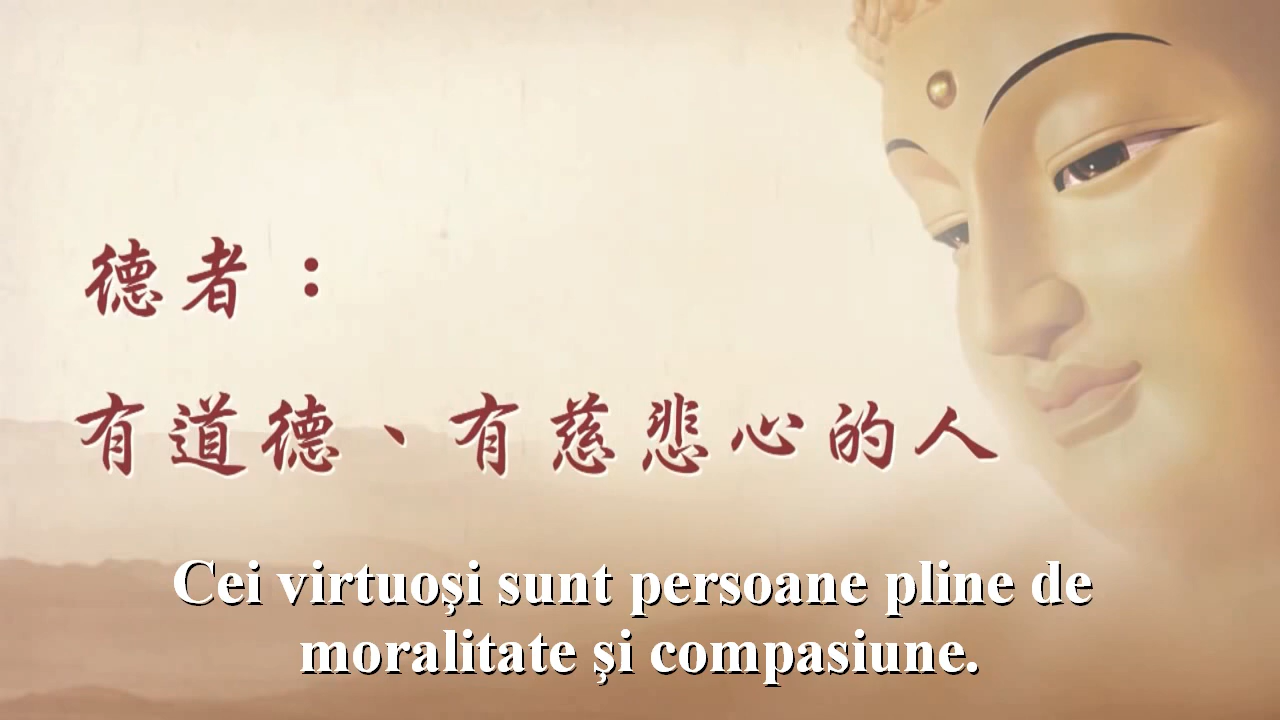 德者：
有道德、有慈悲心的人
Cei virtuoşi sunt persoane pline de
moralitate şi compasiune.